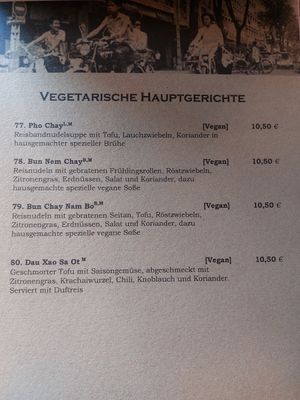 VEGETARISCHE HAUPTGERICHTE
77. Pho Chay L,M [Vegan] 10,50 €
Reisbandnudelsuppe mit Tofu, Lauchzwiebeln, Koriander in
hausgemachter spezieller Brühe
78. Bun Nem Chay B,M [Vegan] 10,50 €
Reisnudeln mit gebratenen Frühlingsrollen, Röstzwiebeln,
Zitronengras, Erdnüssen, Salat und Koriander, dazu
hausgemachte spezielle vegane Soße
79. Bun Chay Nam Bo B,M [Vegan] 10,50 €
Reisnudeln mit gebratenen Seitan, Tofu, Röstzwiebeln,
Zitronengras, Erdnüssen, Salat und Koriander, dazu
hausgemachte spezielle vegane Soße
80. Dau Xao Sa Ot M [Vegan] 10,50 €
Geschmorter Tofu mit Saisongemüse, abgeschmeckt mit
Zitronengras, Krachaiwurzel, Chili, Knoblauch und Koriander.
Serviert mit Duftreis